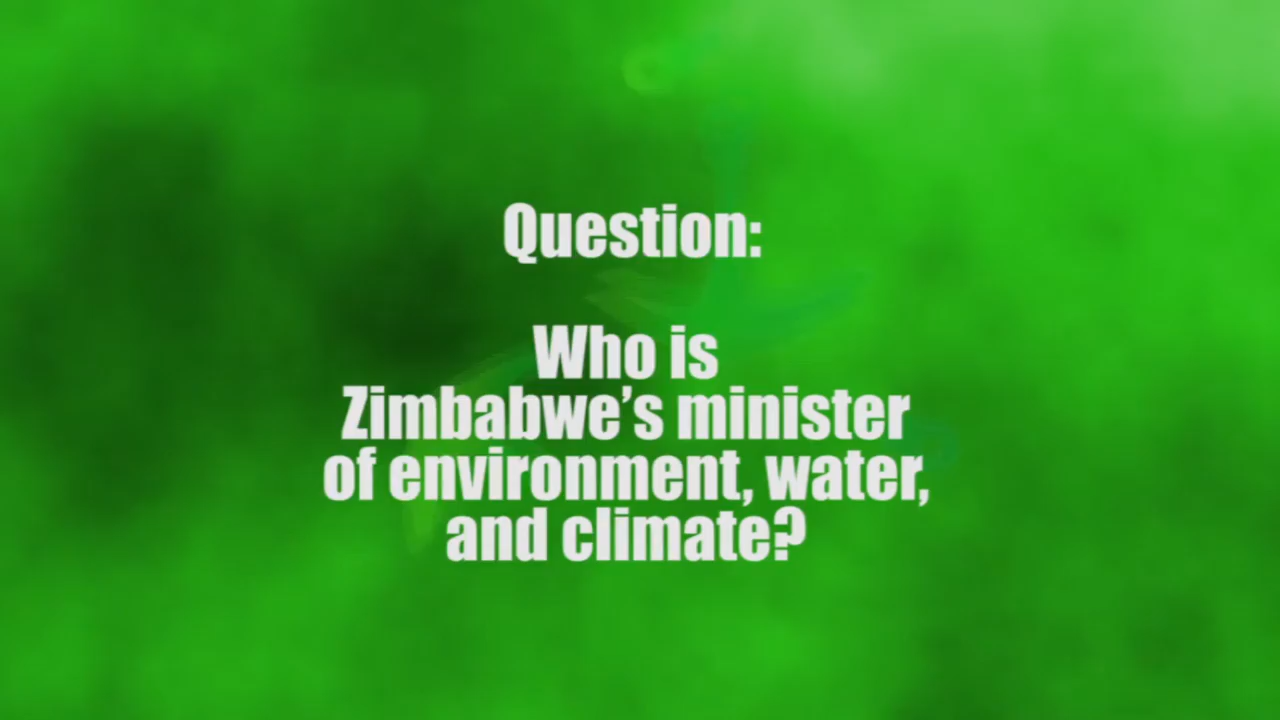 Question:
Who is
Zimbabwe’s minister
of environment, water,
and climate?